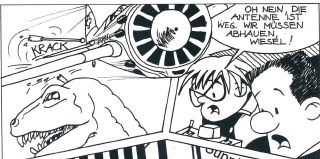 KRACK
OH NEIN, DIE
ANTENNE IST
WEG. WIR MÜSSEN
ABHAUEN,
WIESEL!